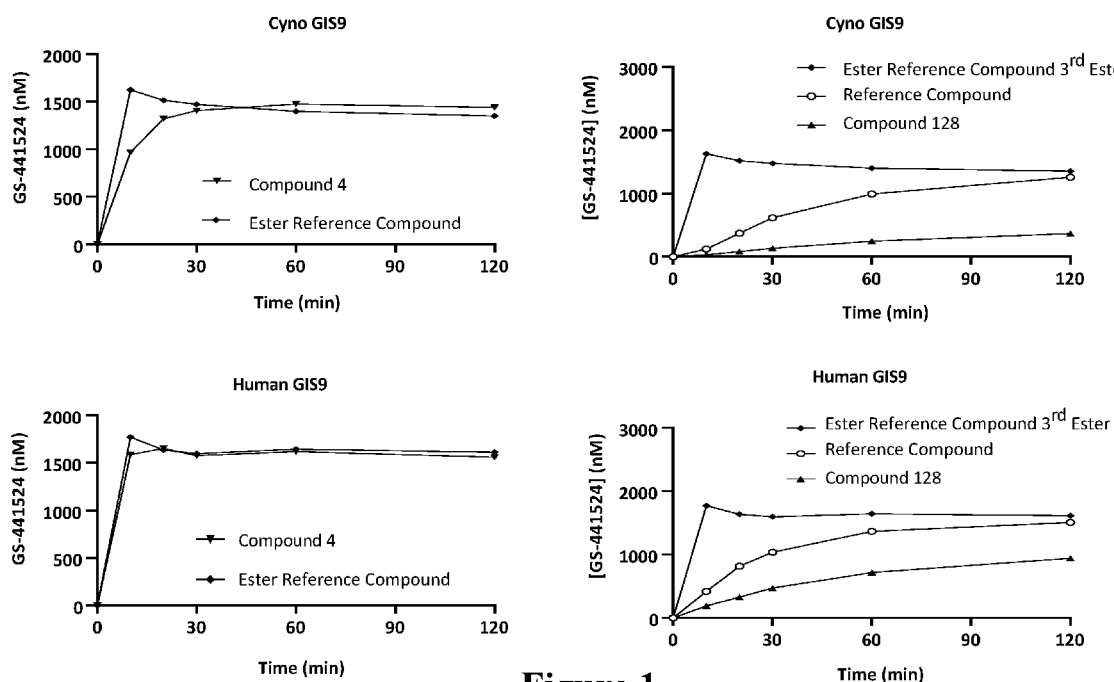 Cyno GIS9
2000
1500
1000
500
0
GS-441524 (nM)
Compound 4
Ester Reference Compound
0 30 60 90 120
Time (min)
Cyno GIS9
3000
2000
1000
0
[GS-441524] (nM)
Ester Reference Compound 3rd Este
Reference Compound
Compound 128
0 30 60 90 120
Time (min)
Human GIS9
2000
1500
1000
500
0
GS-441524 (nM)
Compound 4
Ester Reference Compound
0 30 60 90 120
Time (min)
Human GIS9
3000
2000
1000
0
[GS-441524] (nM)
Ester Reference Compound 3rd Ester
Reference Compound
Compound 128
0 30 60 90 120
Time (min)
Figure 1